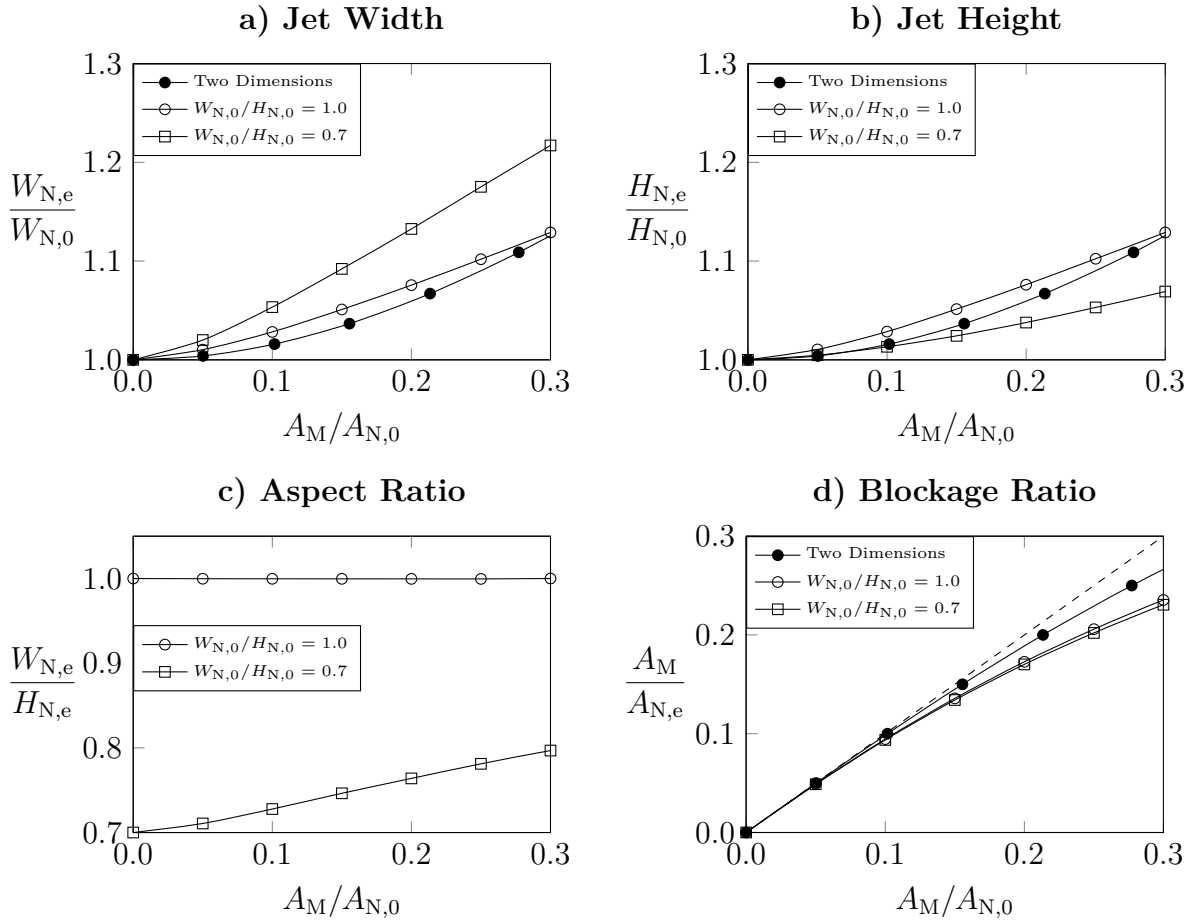 a) Jet Width
1.3
1.2
1.1
1.0
W_N,e
W_N,0
Two Dimensions
W_N,0/H_N,0 = 1.0
W_N,0/H_N,0 = 0.7
0.0 0.1 0.2 0.3
A_M/A_N,0
b) Jet Height
1.3
1.2
1.1
1.0
H_N,e
H_N,0
Two Dimensions
W_N,0/H_N,0 = 1.0
W_N,0/H_N,0 = 0.7
0.0 0.1 0.2 0.3
A_M/A_N,0
c) Aspect Ratio
1.0
0.9
0.8
0.7
W_N,e
H_N,e
W_N,0/H_N,0 = 1.0
W_N,0/H_N,0 = 0.7
0.0 0.1 0.2 0.3
A_M/A_N,0
d) Blockage Ratio
0.3
0.2
0.1
0.0
A_M
A_N,e
Two Dimensions
W_N,0/H_N,0 = 1.0
W_N,0/H_N,0 = 0.7
0.0 0.1 0.2 0.3
A_M/A_N,0